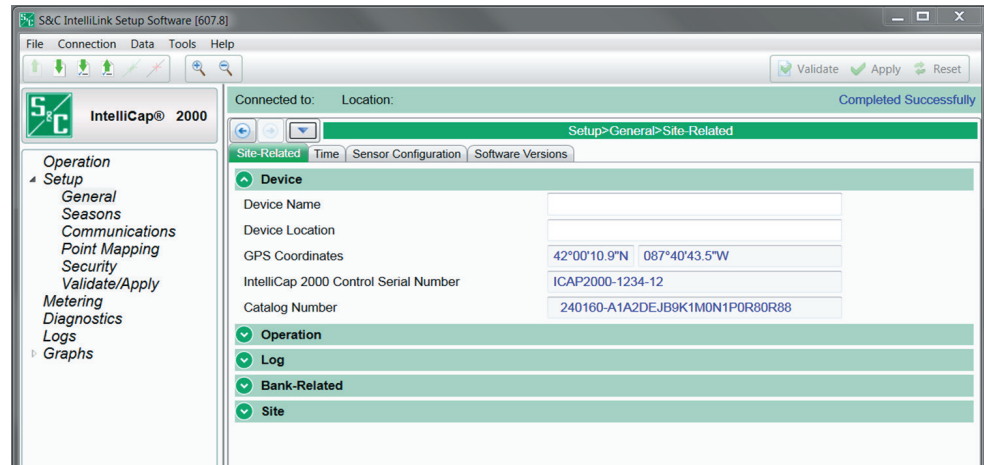 S&C IntelliLink Setup Software [607.8]
File Connection Data Tools Help
Validate Apply Reset
S&C IntelliCap® 2000
Connected to: Location: Completed Successfully
Setup>General>Site-Related
Site-Related Time Sensor Configuration Software Versions
Operation
Setup
General
Seasons
Communications
Point Mapping
Security
Validate/Apply
Metering
Diagnostics
Logs
Graphs
Device
Device Name
Device Location
GPS Coordinates 42°00'10.9"N 087°40'43.5"W
IntelliCap 2000 Control Serial Number ICAP2000-1234-12
Catalog Number 240160-A1A2DEJB9K1M0N1P0R80R88
Operation
Log
Bank-Related
Site